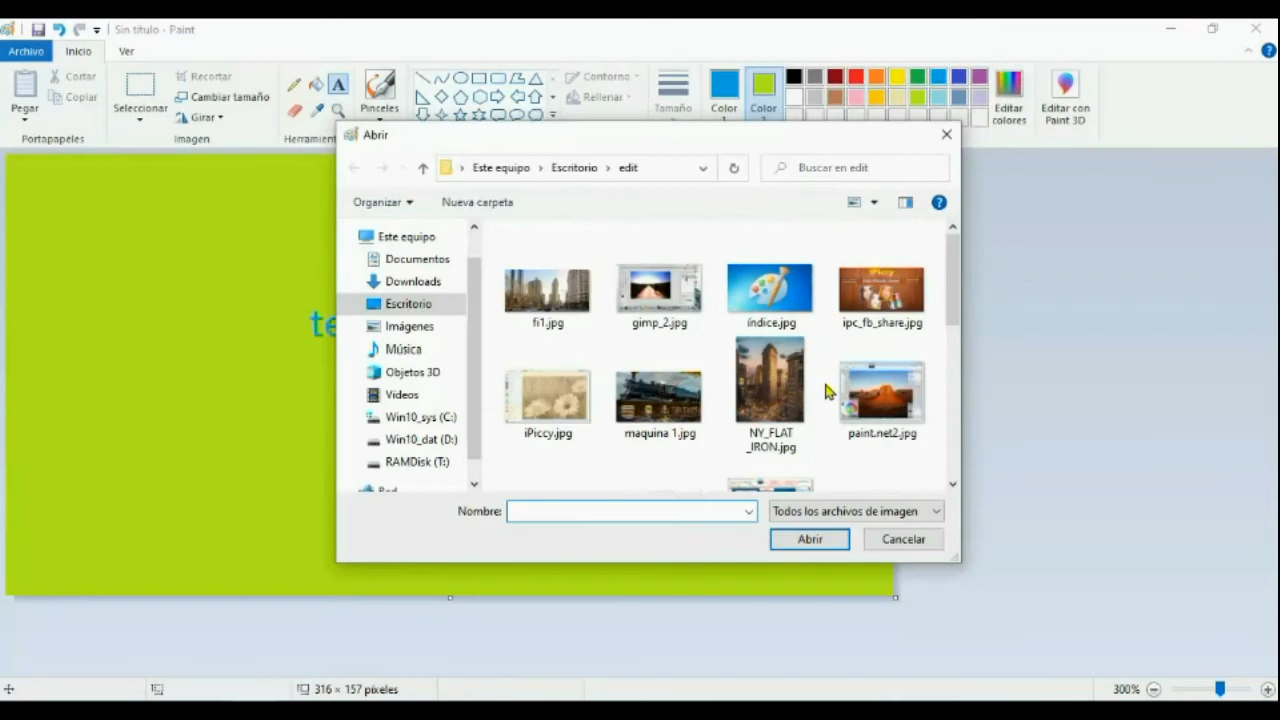 Sin título - Paint
Archivo
Inicio
Ver
Pegar
Cortar
Copiar
Portapapeles
Seleccionar
Recortar
Cambiar tamaño
Girar
Imagen
Herramien
Pinceles
Contorno
Rellenar
Tamaño
Color
Color
Editar
colores
Editar con
Paint 3D
te
Abrir
Este equipo
Escritorio
edit
Buscar en edit
Organizar
Nueva carpeta
Este equipo
Documentos
Downloads
Escritorio
Imágenes
Música
Objetos 3D
Vídeos
Win10_sys (C:)
Win10_dat (D:)
RAMDisk (T:)
fi1.jpg
gimp_2.jpg
índice.jpg
ipc_fb_share.jpg
iPiccy.jpg
maquina 1.jpg
NY_FLAT
_IRON.jpg
paint.net2.jpg
Nombre:
Todos los archivos de imagen
Abrir
Cancelar
316 × 157 píxeles
300%